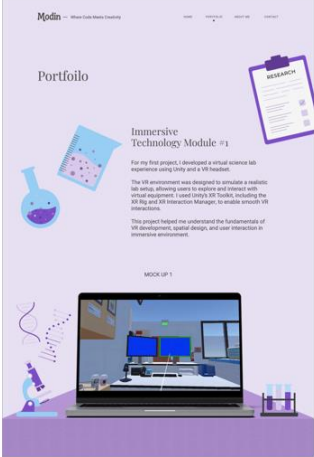 Modin — Where Code Meets Creativity
HOME PORTFOLIO ABOUT ME CONTACT
RESEARCH
Portfoilo
Immersive
Technology Module #1
For my first project, I developed a virtual science lab
experience using Unity and a VR headset.
The VR environment was designed to simulate a realistic
lab setup, allowing users to explore and interact with
virtual equipment. I used Unity's XR Toolkit, including the
XR Rig and XR Interaction Manager, to enable smooth VR
interactions.
This project helped me understand the fundamentals of
VR development, spatial design, and user interaction in
immersive environment.
MOCK UP 1